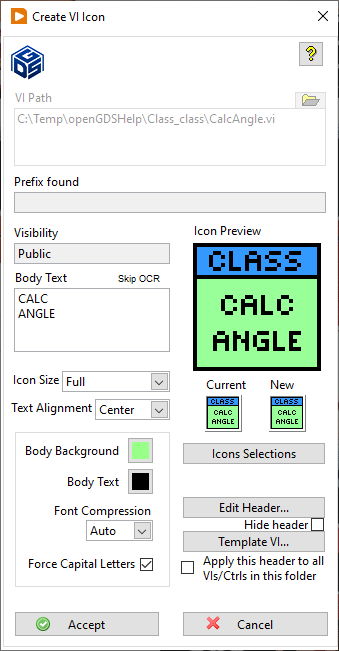 Create VI Icon
GDS
?
VI Path
C:\Temp\openGDSHelp\Class_class\CalcAngle.vi
Prefix found
Visibility
Public
Icon Preview
CLASS
CALC
ANGLE
Body Text
Skip OCR
CALC
ANGLE
Icon Size
Full
Text Alignment
Center
Current
New
CLASS
CALC
ANGLE
CLASS
CALC
ANGLE
Body Background
Body Text
Font Compression
Auto
Force Capital Letters
Icons Selections
Edit Header...
Hide header
Template VI...
Apply this header to all
VIs/Ctrls in this folder
Accept
Cancel